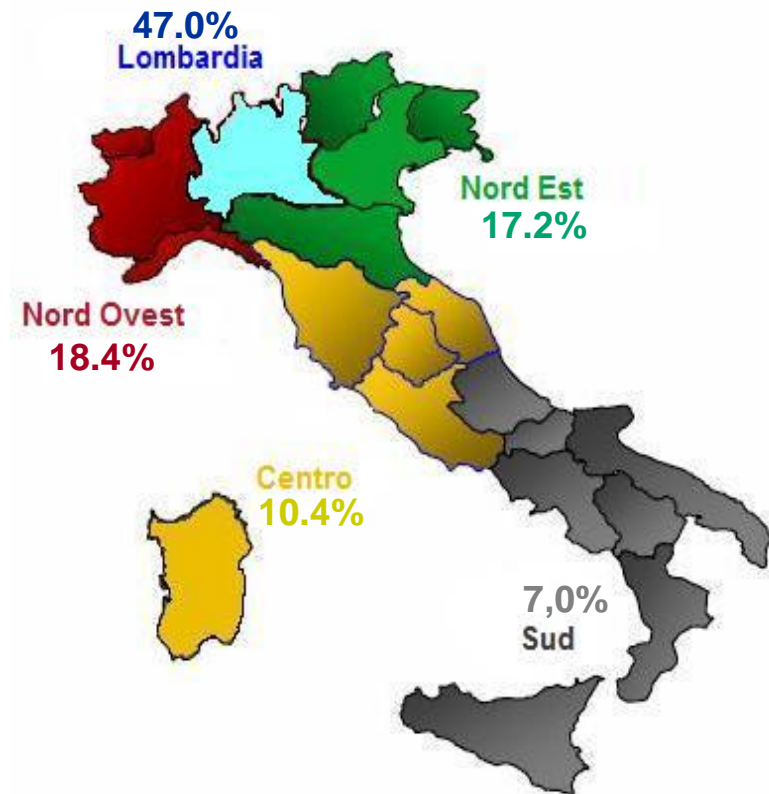 47.0%
Lombardia
Nord Est
17.2%
Nord Ovest
18.4%
Centro
10.4%
7,0%
Sud